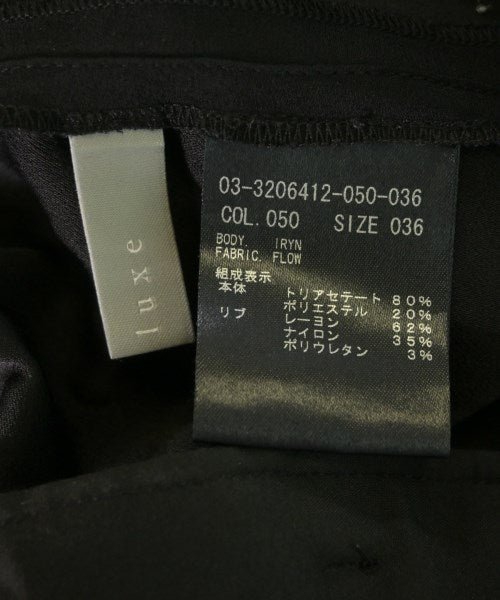 luxe
03-3206412-050-036
COL.050 SIZE 036
BODY IRYN
FABRIC FLOW
組成表示
本体 トリアセテート 80%
ポリエステル 20%
リブ レーヨン 62%
ナイロン 35%
ポリウレタン 3%